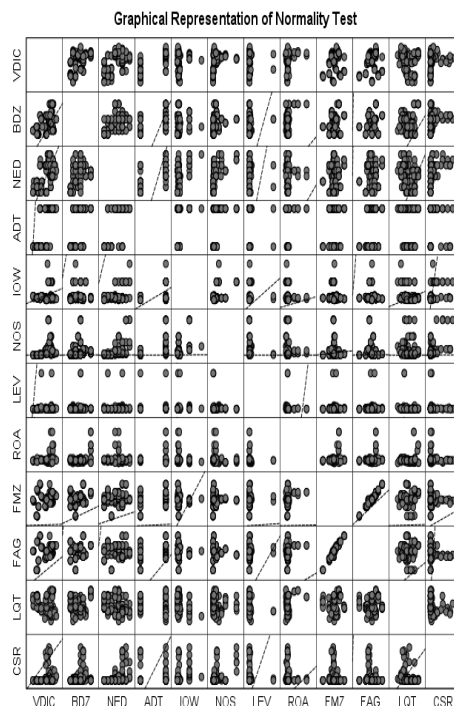 Graphical Representation of Normality Test
VDIC
BDZ
NED
ADT
IOW
NOS
LEV
ROA
FMZ
FAG
LQT
CSR
VDIC BDZ NED ADT IOW NOS LEV ROA FMZ FAG LQT CSR